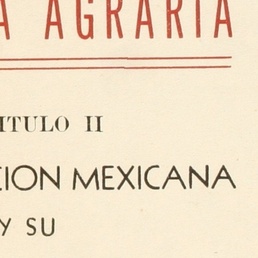 A AGRARIA
ITULO II
CION MEXICANA
Y SU